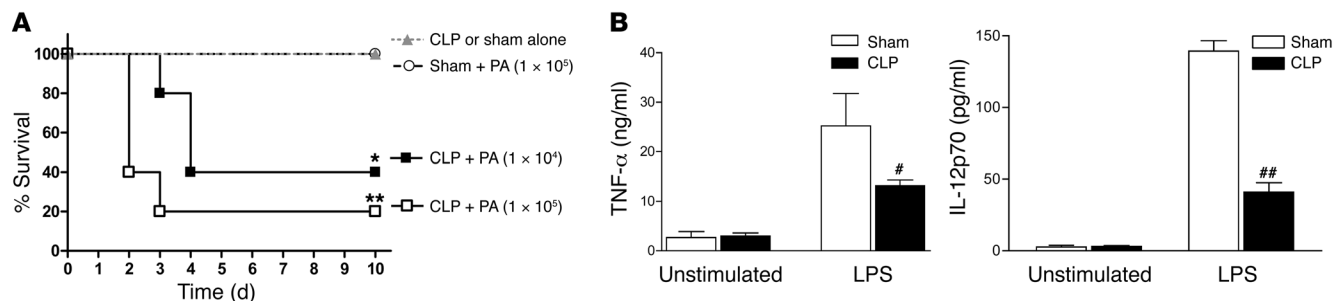 A
% Survival
100
80
60
40
20
0
0 1 2 3 4 5 6 7 8 9 10
Time (d)
CLP or sham alone
Sham + PA (1 × 10⁵)
*
CLP + PA (1 × 10⁴)
**
CLP + PA (1 × 10⁵)
B
TNF-α (ng/ml)
40
30
20
10
0
Sham
CLP
#
Unstimulated LPS
IL-12p70 (pg/ml)
150
100
50
0
Sham
CLP
##
Unstimulated LPS